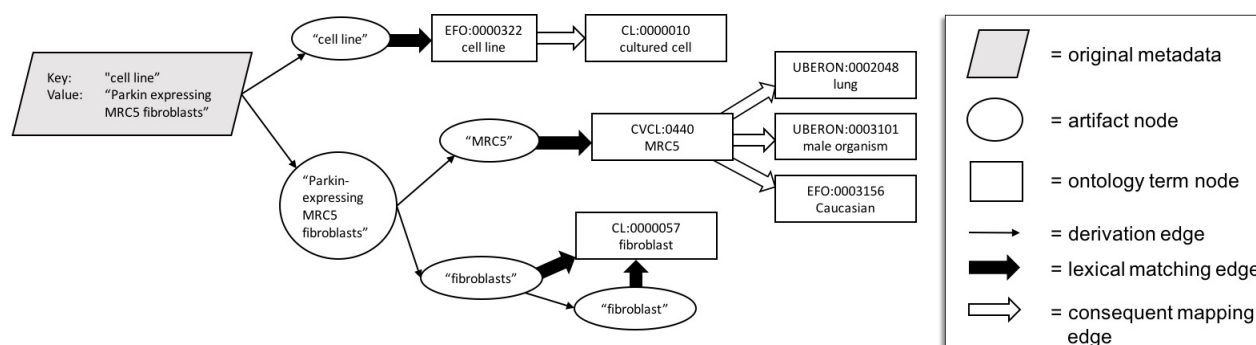 Key: "cell line”
Value: “Parkin expressing
MRC5 fibroblasts”
“cell line”
EFO:0000322
cell line
CL:0000010
cultured cell
“Parkin-
expressing
MRC5
fibroblasts”
“MRC5”
CVCL:0440
MRC5
UBERON:0002048
lung
UBERON:0003101
male organism
EFO:0003156
Caucasian
“fibroblasts”
CL:0000057
fibroblast
“fibroblast”
= original metadata
= artifact node
= ontology term node
= derivation edge
= lexical matching edge
= consequent mapping
edge